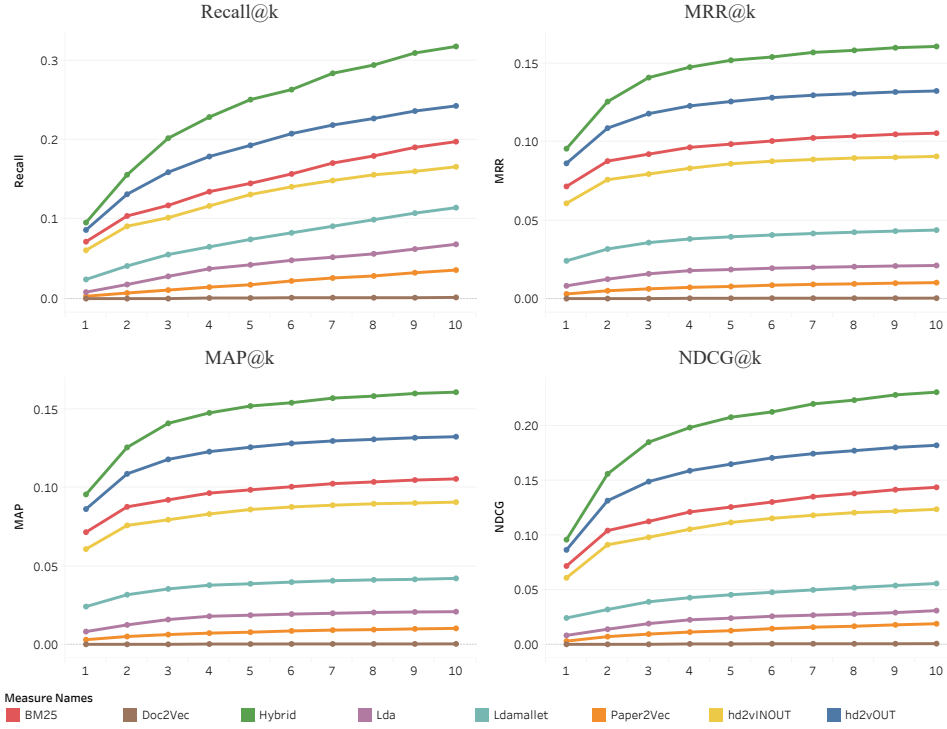 Recall@k
MRR@k
0.3
0.2
0.1
0.0
Recall
1 2 3 4 5 6 7 8 9 10
0.15
0.10
0.05
0.00
MRR
1 2 3 4 5 6 7 8 9 10
MAP@k
NDCG@k
0.15
0.10
0.05
0.00
MAP
1 2 3 4 5 6 7 8 9 10
0.20
0.15
0.10
0.05
0.00
NDCG
1 2 3 4 5 6 7 8 9 10
Measure Names
BM25 Doc2Vec Hybrid Lda Ldamallet Paper2Vec hd2vINOUT hd2vOUT